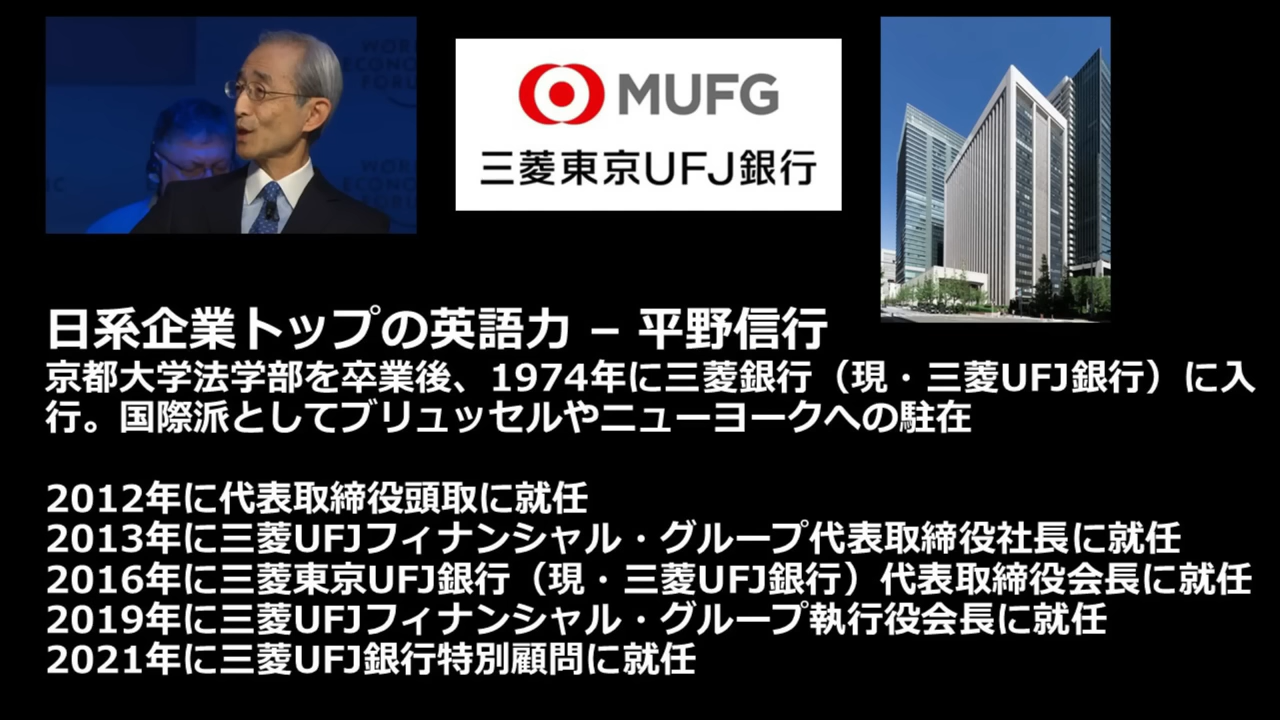 WORLD
ECONOMIC
FORUM
MUFG
三菱東京UFJ銀行
日系企業トップの英語力 – 平野信行
京都大学法学部を卒業後、1974年に三菱銀行（現・三菱UFJ銀行）に入
行。国際派としてブリュッセルやニューヨークへの駐在
2012年に代表取締役頭取に就任
2013年に三菱UFJフィナンシャル・グループ代表取締役社長に就任
2016年に三菱東京UFJ銀行（現・三菱UFJ銀行）代表取締役会長に就任
2019年に三菱UFJフィナンシャル・グループ執行役会長に就任
2021年に三菱UFJ銀行特別顧問に就任